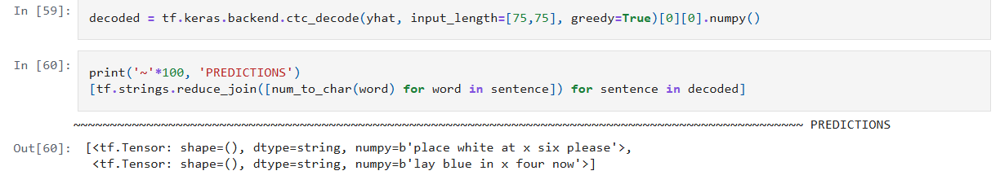 In [59]: decoded = tf.keras.backend.ctc_decode(yhat, input_length=[75,75], greedy=True)[0][0].numpy()
In [60]: print('~'*100, 'PREDICTIONS')
[tf.strings.reduce_join([num_to_char(word) for word in sentence]) for sentence in decoded]
~~~~~~~~~~~~~~~~~~~~~~~~~~~~~~~~~~~~~~~~~~~~~~~~~~~~~~~~~~~~~~~~~~~~~~~~~~~~~~~~~~~~~~~~~~~~~~~~~~~~ PREDICTIONS
Out[60]: [<tf.Tensor: shape=(), dtype=string, numpy=b'place white at x six please'>,
<tf.Tensor: shape=(), dtype=string, numpy=b'lay blue in x four now'>]